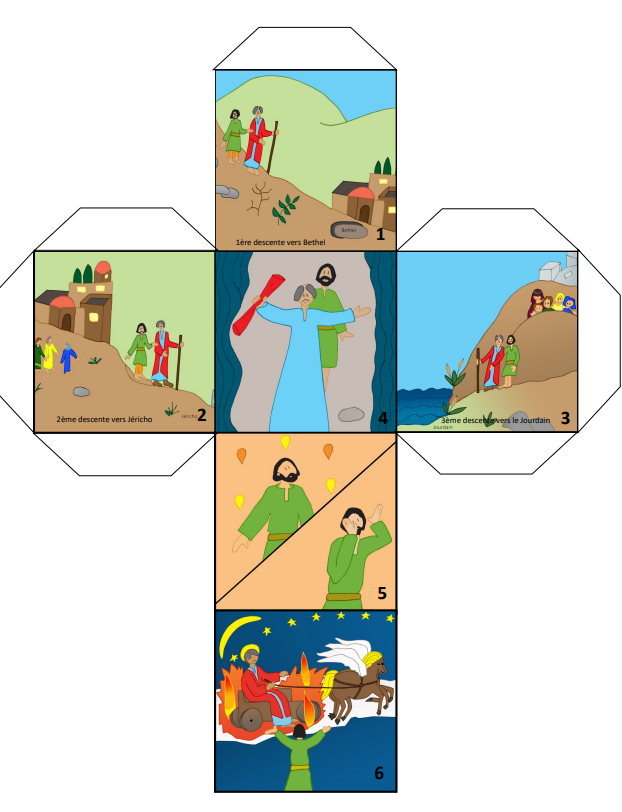 Bethel
1
1ère descente vers Bethel
2ème descente vers Jéricho
Jéricho
2
4
3ème descente vers le Jourdain
Jourdain
3
5
6